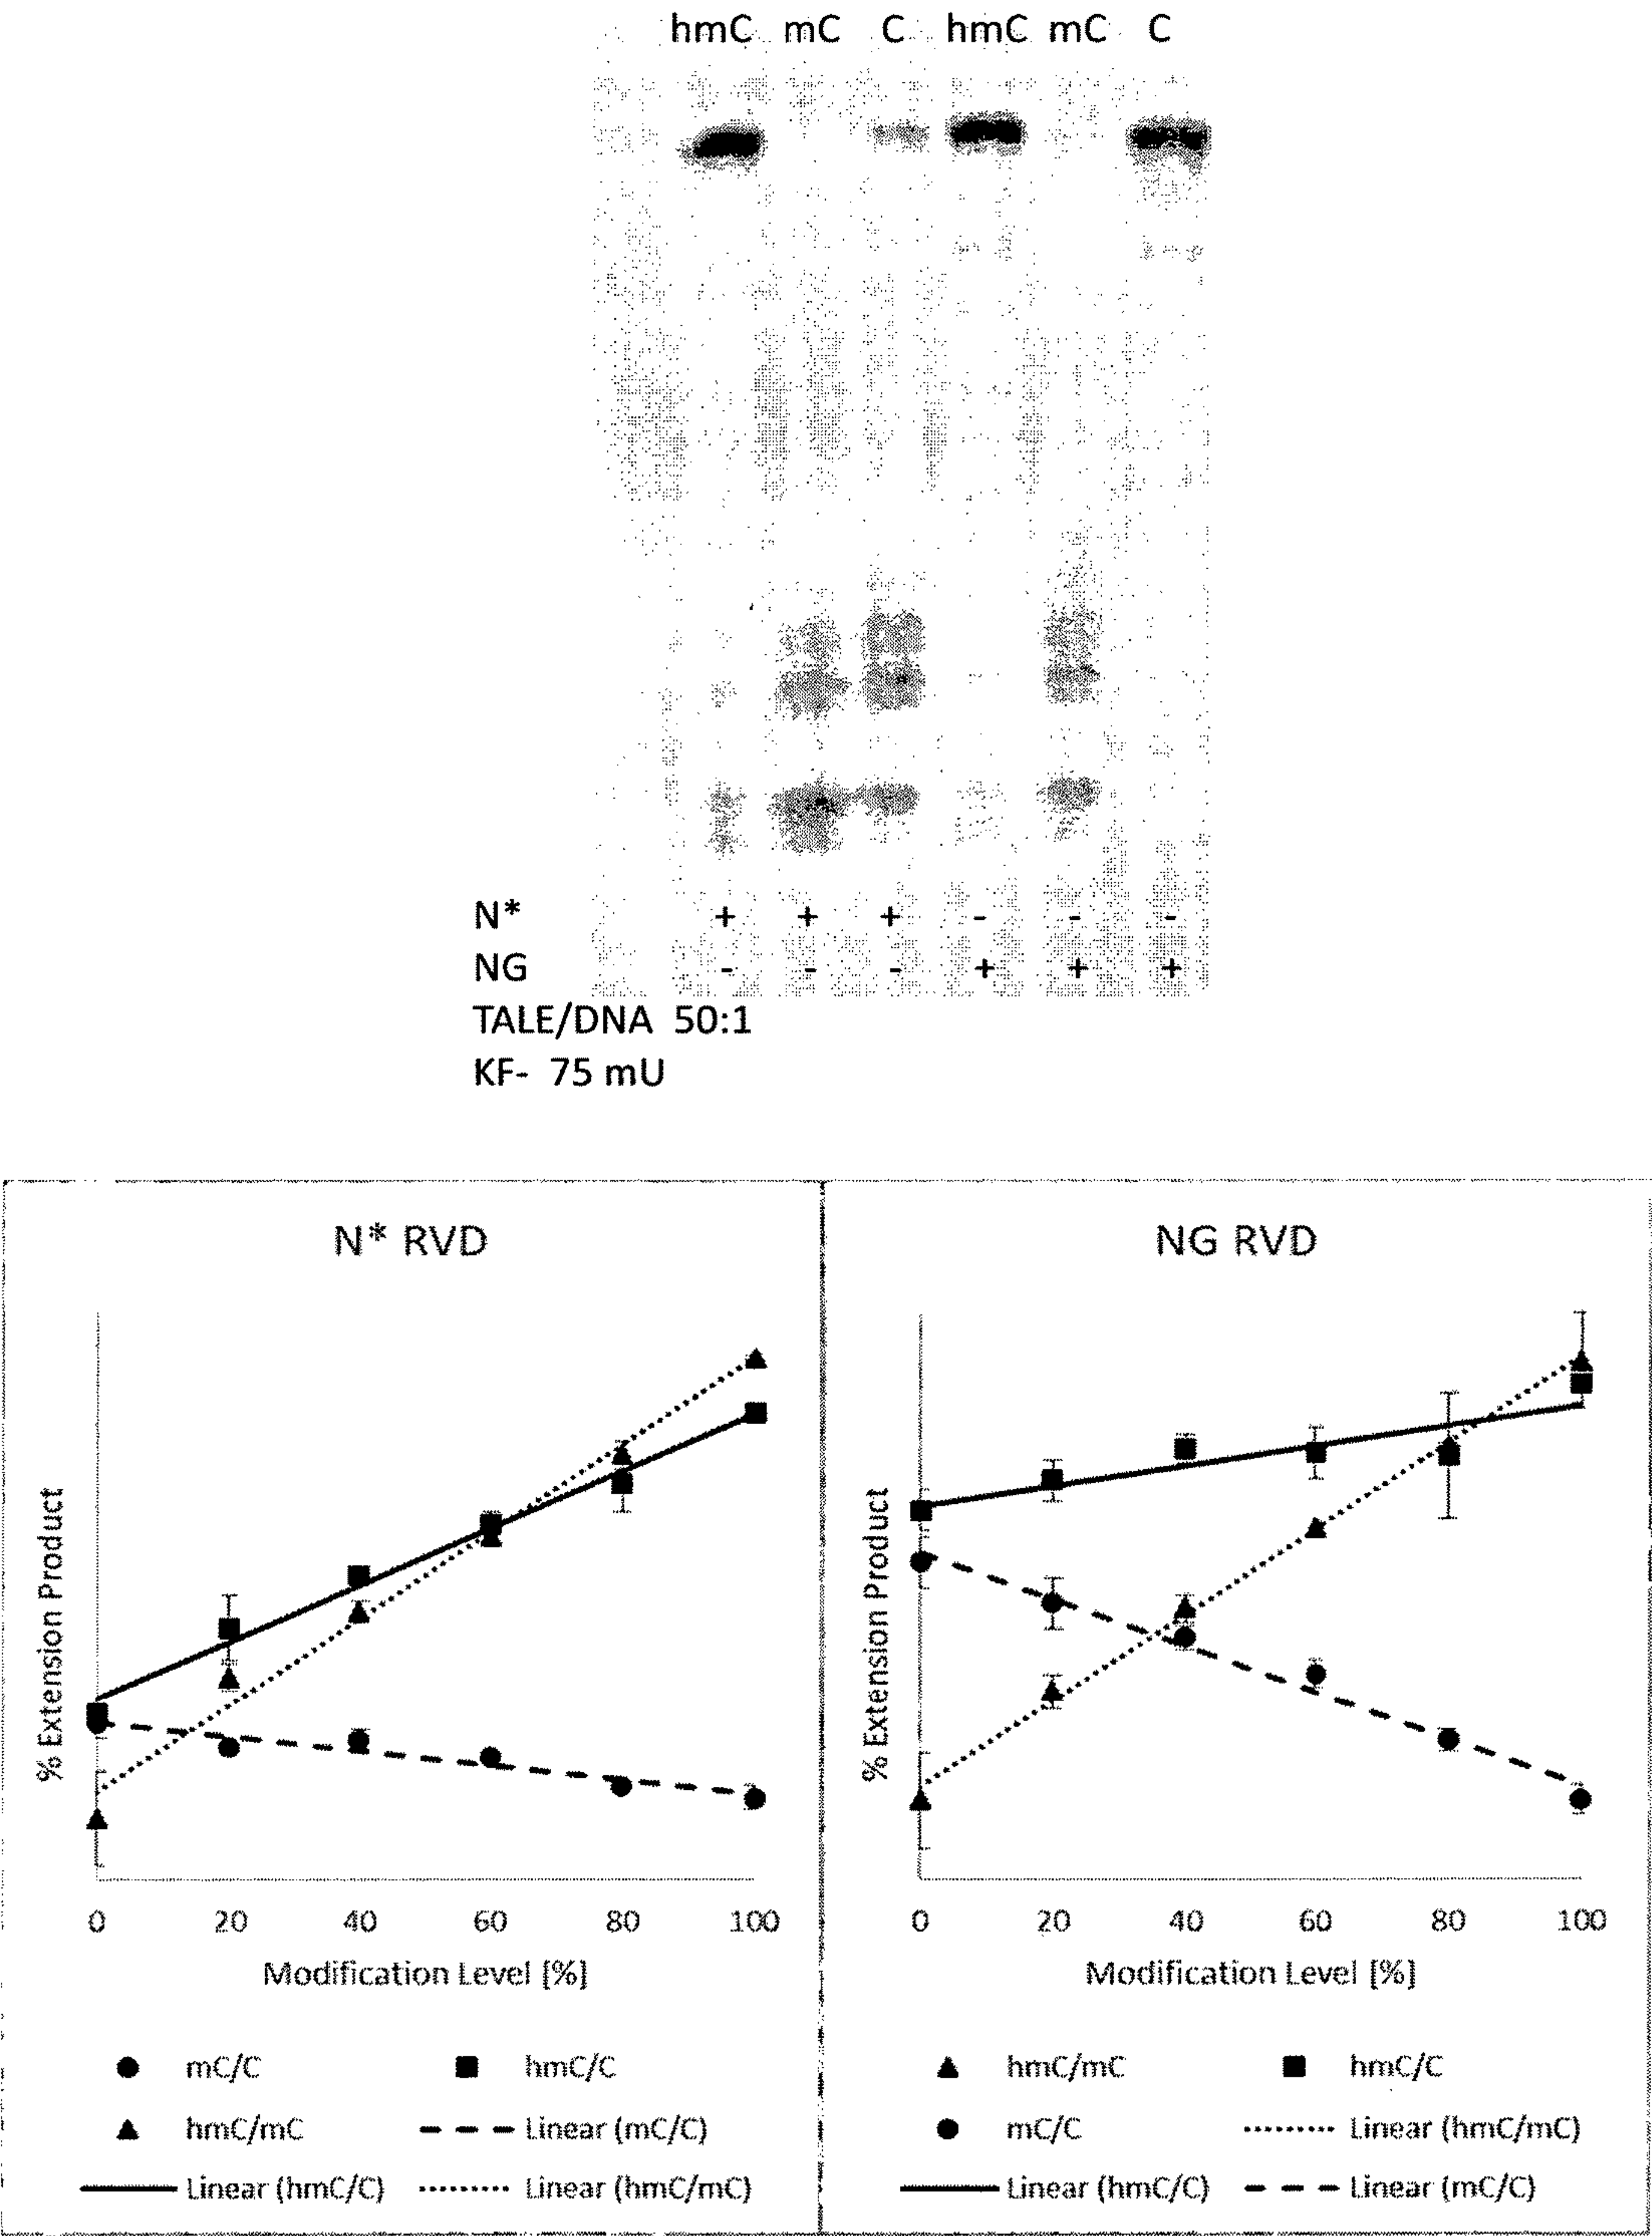 hmC mC C hmC mC C
N* + + + - - -
NG - - - + + +
TALE/DNA 50:1
KF- 75 mU
N* RVD
% Extension Product
0 20 40 60 80 100
Modification Level [%]
mC/C hmC/C
hmC/mC Linear (mC/C)
Linear (hmC/C) Linear (hmC/mC)
NG RVD
% Extension Product
0 20 40 60 80 100
Modification Level [%]
hmC/mC hmC/C
mC/C Linear (hmC/mC)
Linear (hmC/C) Linear (mC/C)